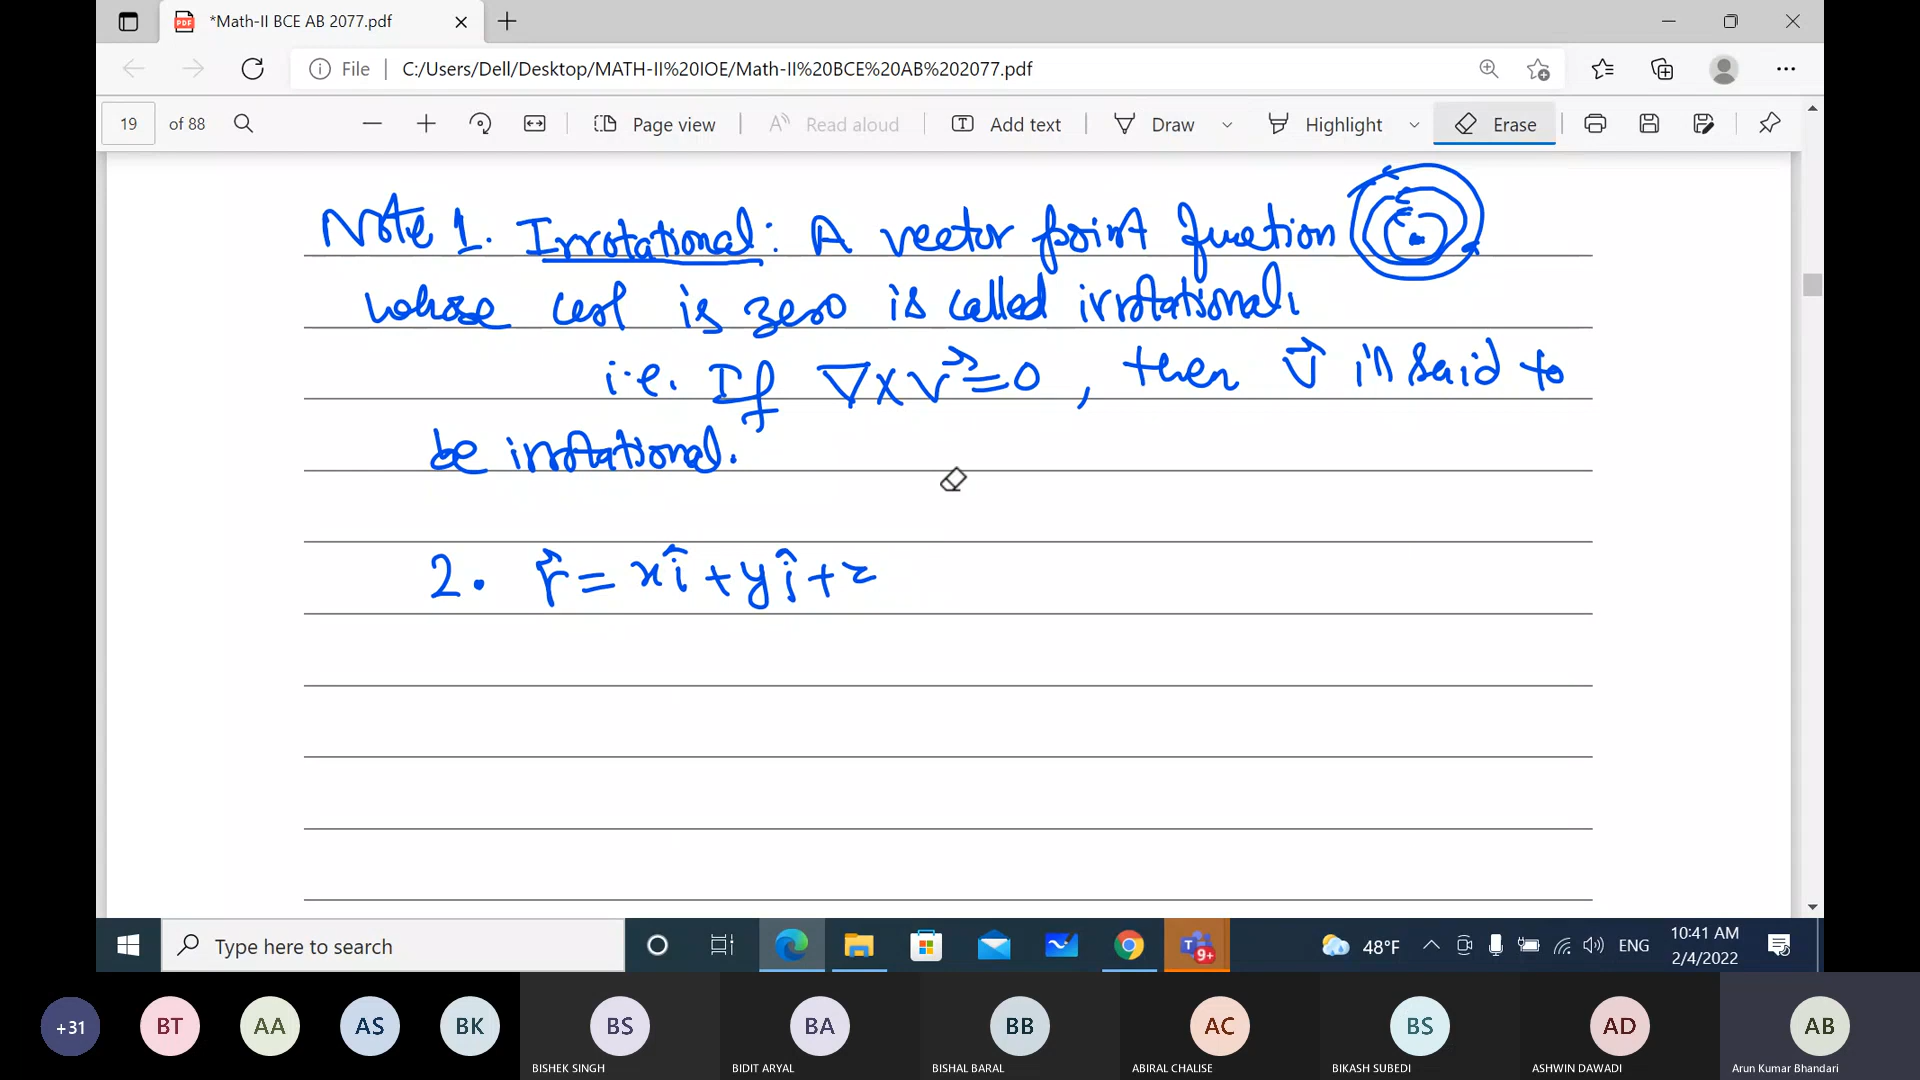 *Math-II BCE AB 2077.pdf
File C:/Users/Dell/Desktop/MATH-II%20IOE/Math-II%20BCE%20AB%202077.pdf
19 of 88 Page view Read aloud Add text Draw Highlight Erase
Note 1. Irrotational: A vector point function
whose curl is zero is called irrotational.
i.e. If ∇×v⃗=0, then v⃗ is said to
be irrotational.
2. r⃗=xî+yĵ+z
Type here to search
9+
48°F
ENG
10:41 AM
2/4/2022
+31 BT AA AS BK BS BA BB AC BS AD AB
BISHEK SINGH BIDIT ARYAL BISHAL BARAL ABIRAL CHALISE BIKASH SUBEDI ASHWIN DAWADI Arun Kumar Bhandari